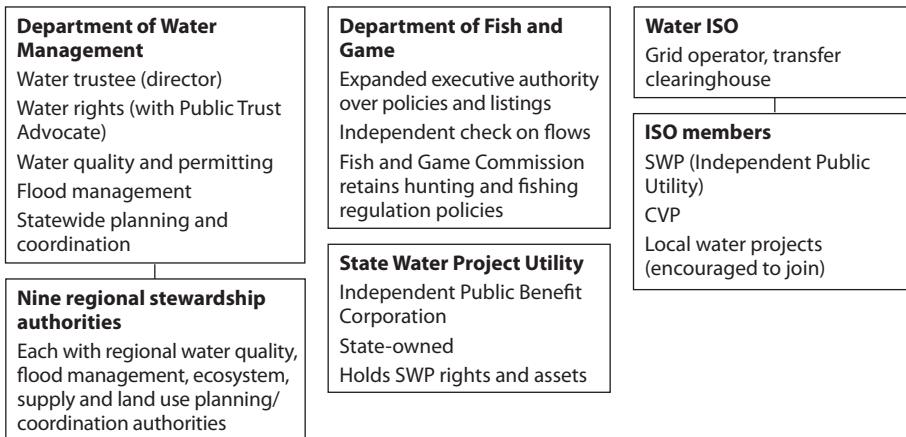 Department of Water
Management
Water trustee (director)
Water rights (with Public Trust
Advocate)
Water quality and permitting
Flood management
Statewide planning and
coordination
Nine regional stewardship
authorities
Each with regional water quality,
flood management, ecosystem,
supply and land use planning/
coordination authorities
Department of Fish and
Game
Expanded executive authority
over policies and listings
Independent check on flows
Fish and Game Commission
retains hunting and fishing
regulation policies
State Water Project Utility
Independent Public Benefit
Corporation
State-owned
Holds SWP rights and assets
Water ISO
Grid operator, transfer
clearinghouse
ISO members
SWP (Independent Public
Utility)
CVP
Local water projects
(encouraged to join)